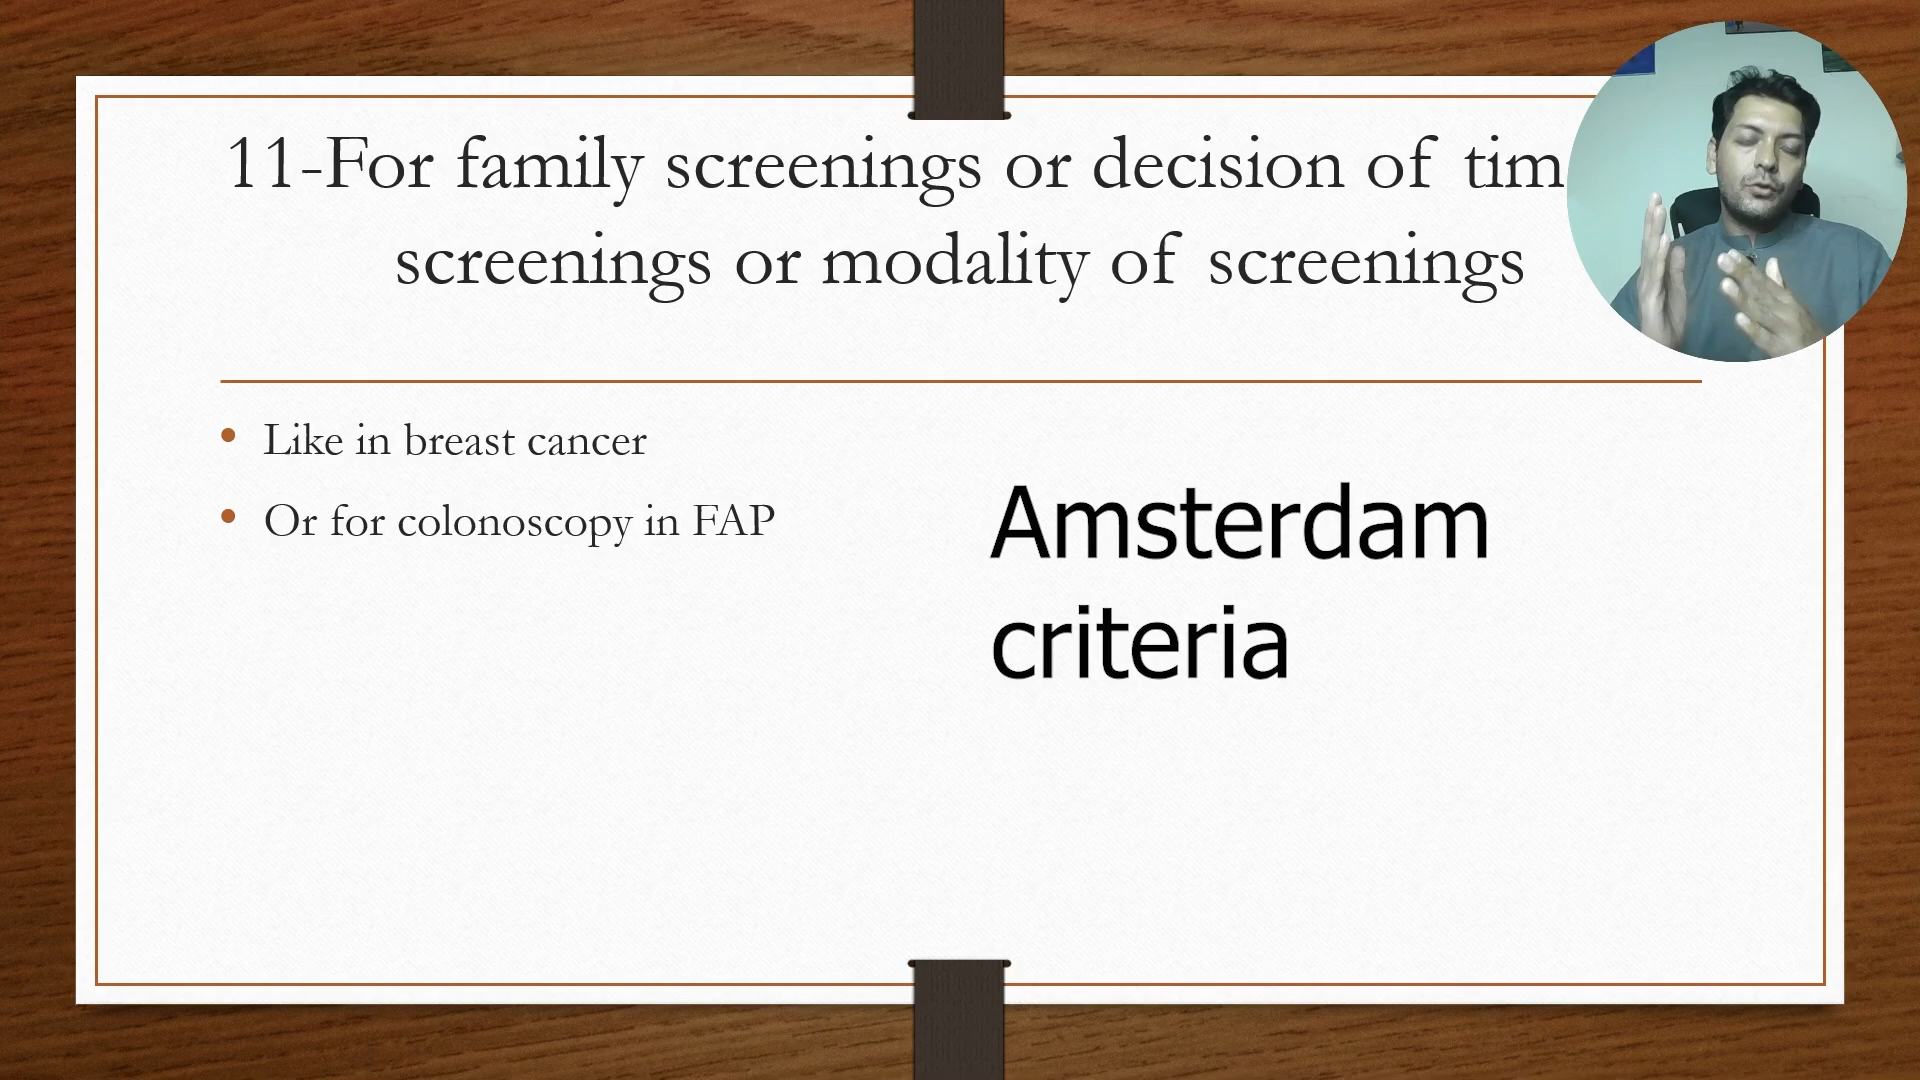 11-For family screenings or decision of tim
screenings or modality of screenings
• Like in breast cancer
• Or for colonoscopy in FAP
Amsterdam
criteria